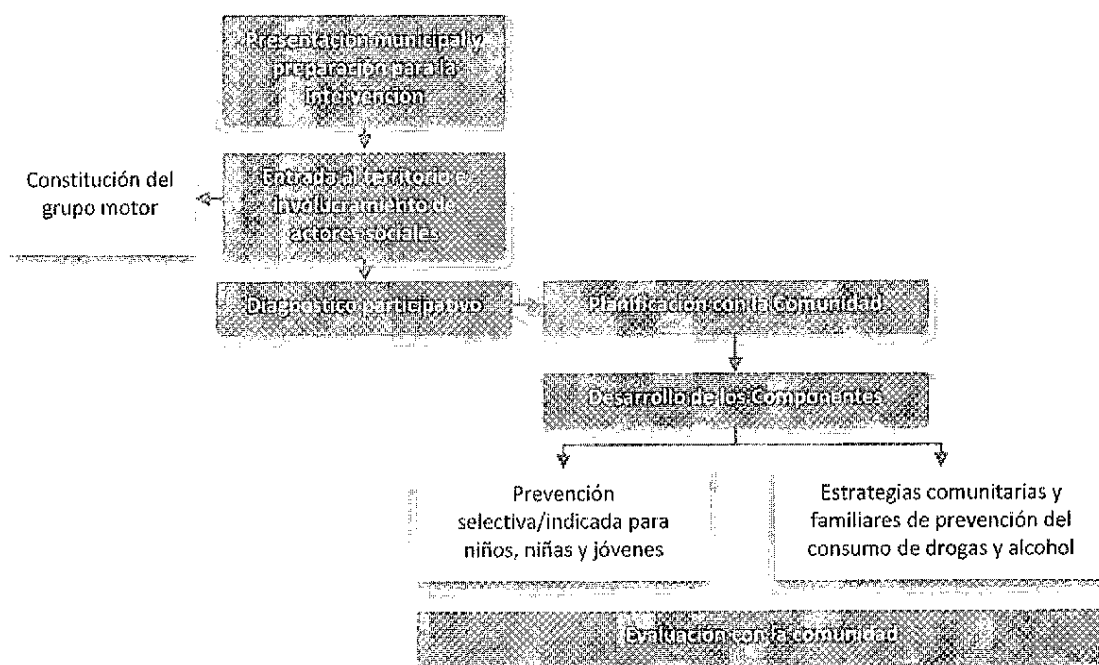 Presentación municipal y
preparación para la
intervención
Constitución del
grupo motor
Entrada al territorio e
involucramiento de
actores sociales
Diagnóstico participativo
Planificación con la Comunidad
Desarrollo de los Componentes
Prevención
selectiva/indicada para
niños, niñas y jóvenes
Estrategias comunitarias y
familiares de prevención del
consumo de drogas y alcohol
Evaluación con la comunidad